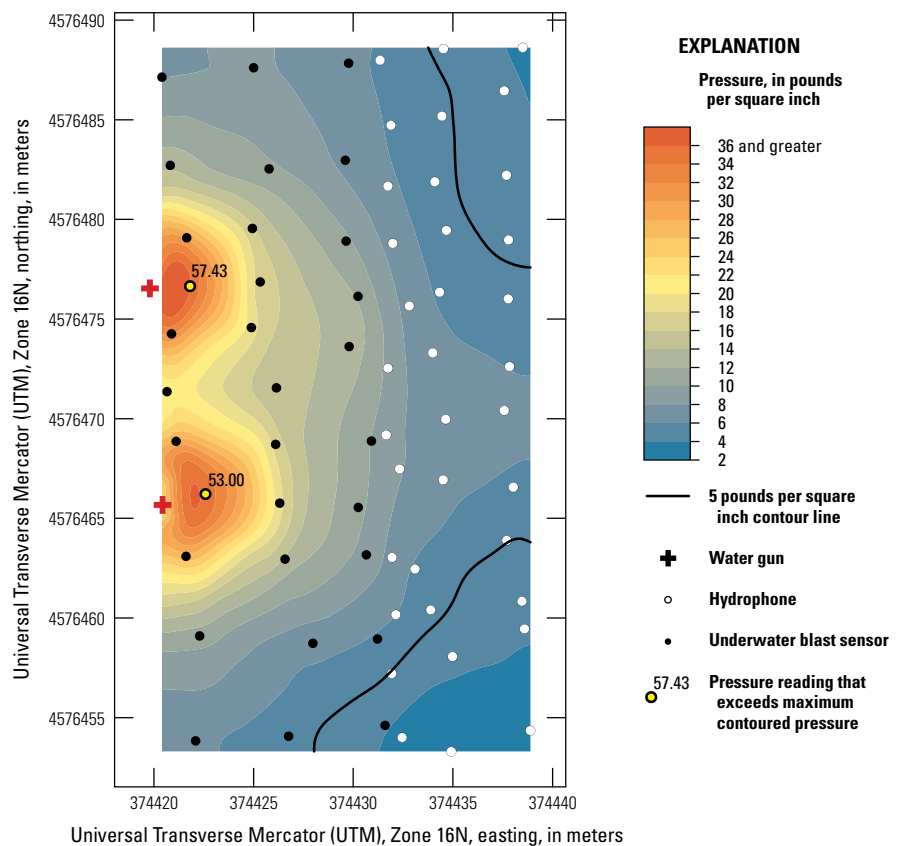 4576490
4576485
4576480
4576475
4576470
4576465
4576460
4576455
Universal Transverse Mercator (UTM), Zone 16N, northing, in meters
57.43
53.00
374420
374425
374430
374435
374440
Universal Transverse Mercator (UTM), Zone 16N, easting, in meters
EXPLANATION
Pressure, in pounds
per square inch
36 and greater
34
32
30
28
26
24
22
20
18
16
14
12
10
8
6
4
2
5 pounds per square
inch contour line
Water gun
Hydrophone
Underwater blast sensor
57.43
Pressure reading that
exceeds maximum
contoured pressure